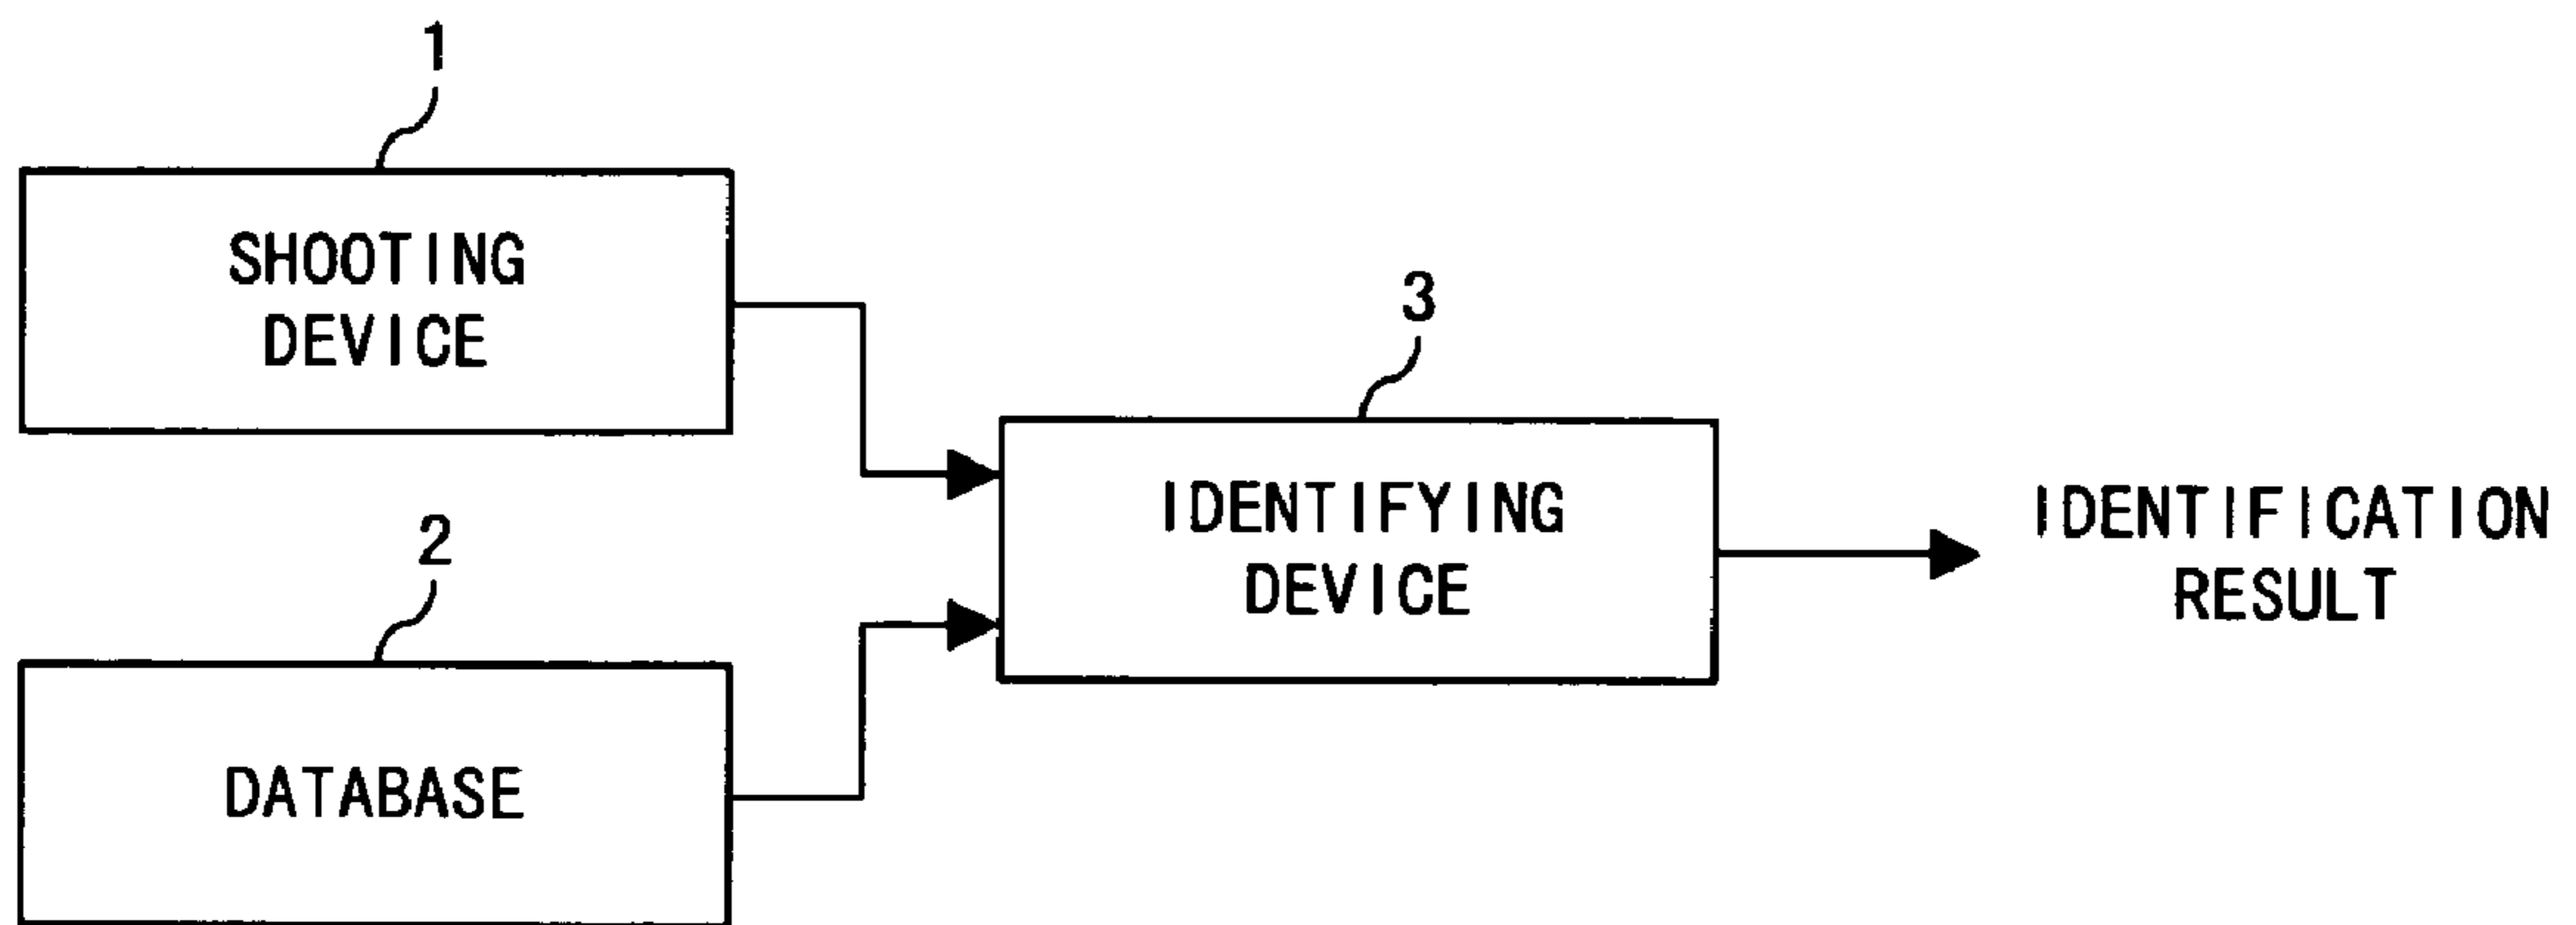 1
SHOOTING
DEVICE
2
DATABASE
3
IDENTIFYING
DEVICE
IDENTIFICATION
RESULT